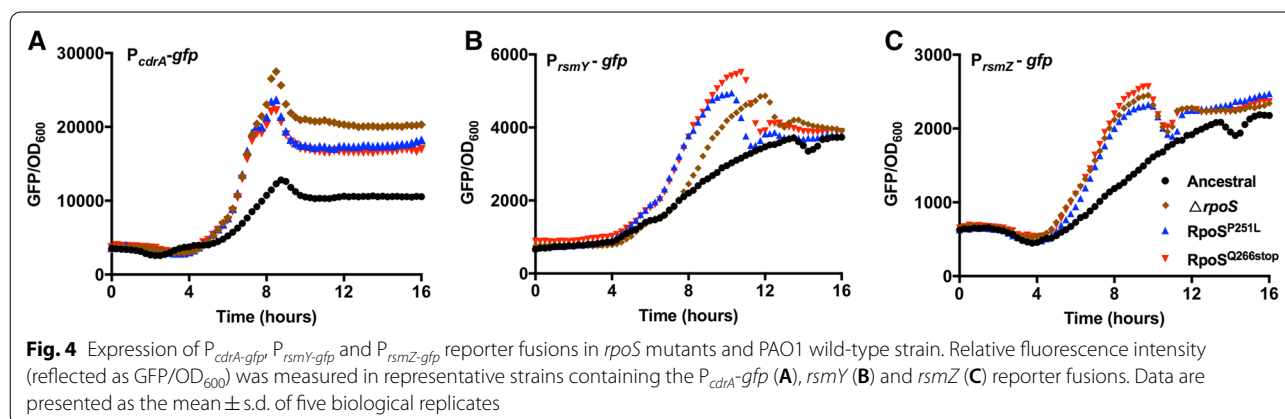 A
P_cdrA-gfp
GFP/OD600
30000
20000
10000
0
0 4 8 12 16
Time (hours)
B
P_rsmY - gfp
GFP/OD600
6000
4000
2000
0
0 4 8 12 16
Time (hours)
C
P_rsmZ - gfp
GFP/OD600
3000
2000
1000
0
0 4 8 12 16
Time (hours)
Ancestral
△rpoS
RpoS^P251L
RpoS^Q266stop
Fig. 4 Expression of P_cdrA-gfp, P_rsmY-gfp and P_rsmZ-gfp reporter fusions in rpoS mutants and PAO1 wild-type strain. Relative fluorescence intensity
(reflected as GFP/OD600) was measured in representative strains containing the P_cdrA-gfp (A), rsmY (B) and rsmZ (C) reporter fusions. Data are
presented as the mean ± s.d. of five biological replicates